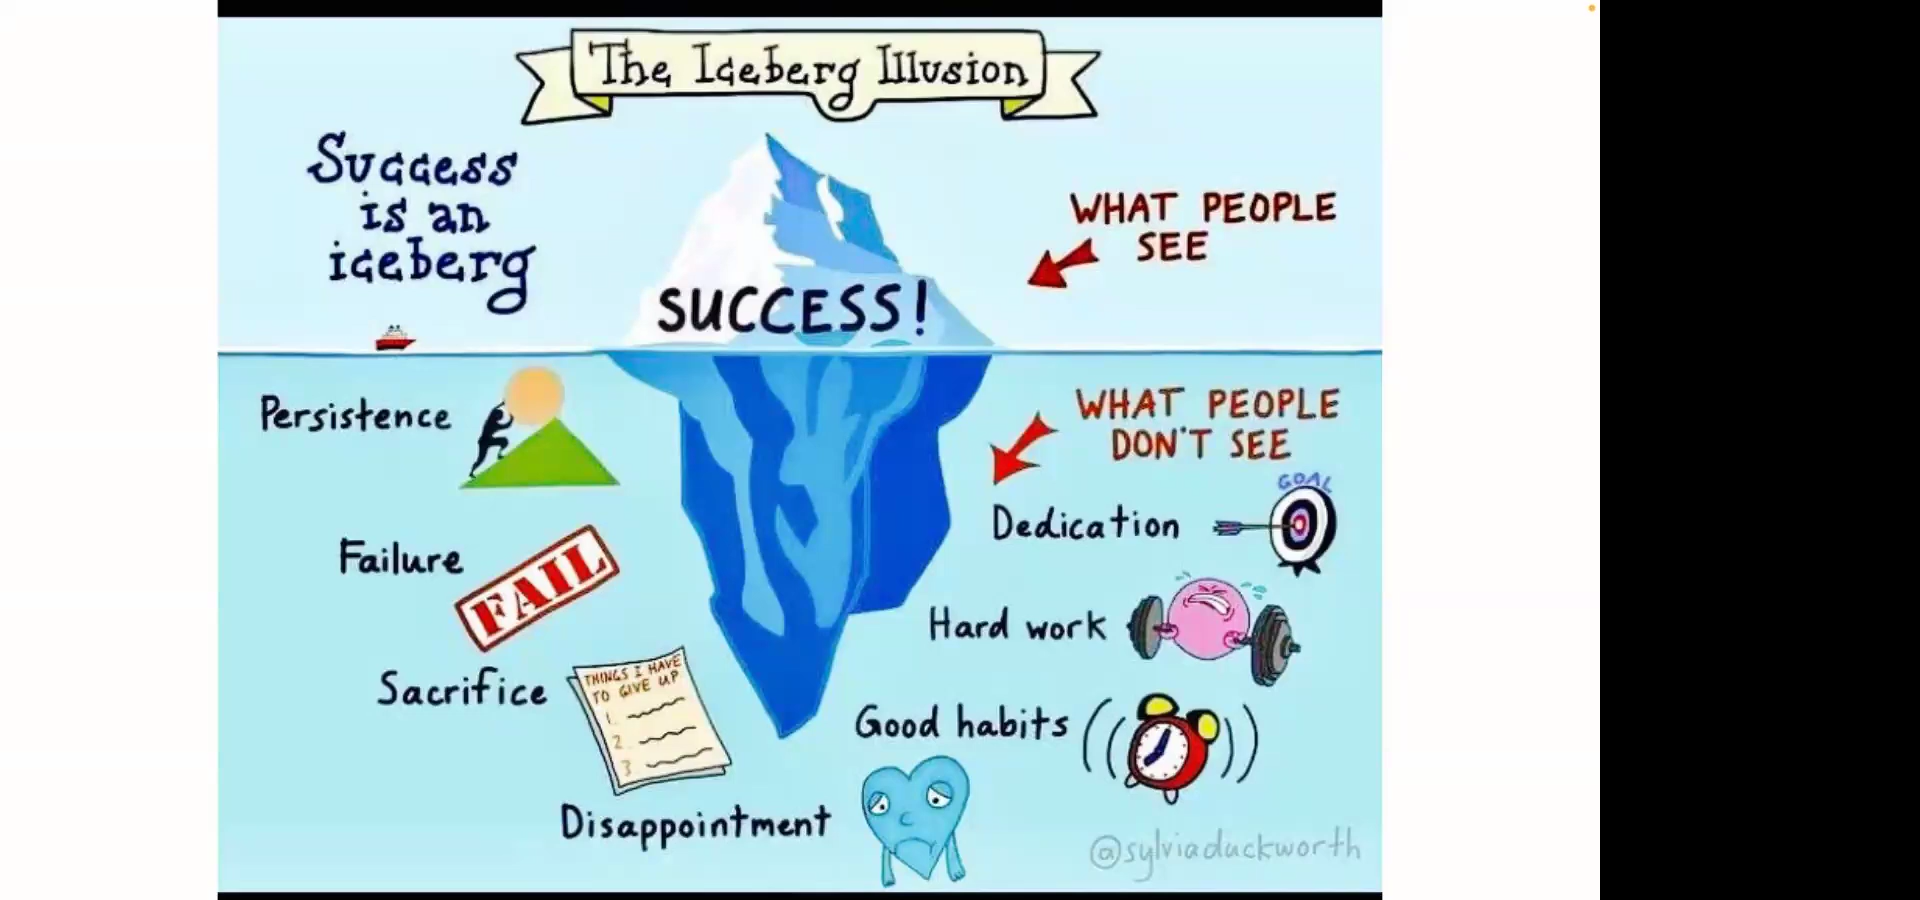 The Iceberg Illusion
Success
is an
iceberg
WHAT PEOPLE
SEE
SUCCESS!
Persistence
WHAT PEOPLE
DON'T SEE
GOAL
Dedication
Failure
FAIL
Hard work
Sacrifice
THINGS I HAVE
TO GIVE UP
1.
2.
3.
Good habits
Disappointment
@sylviaduckworth